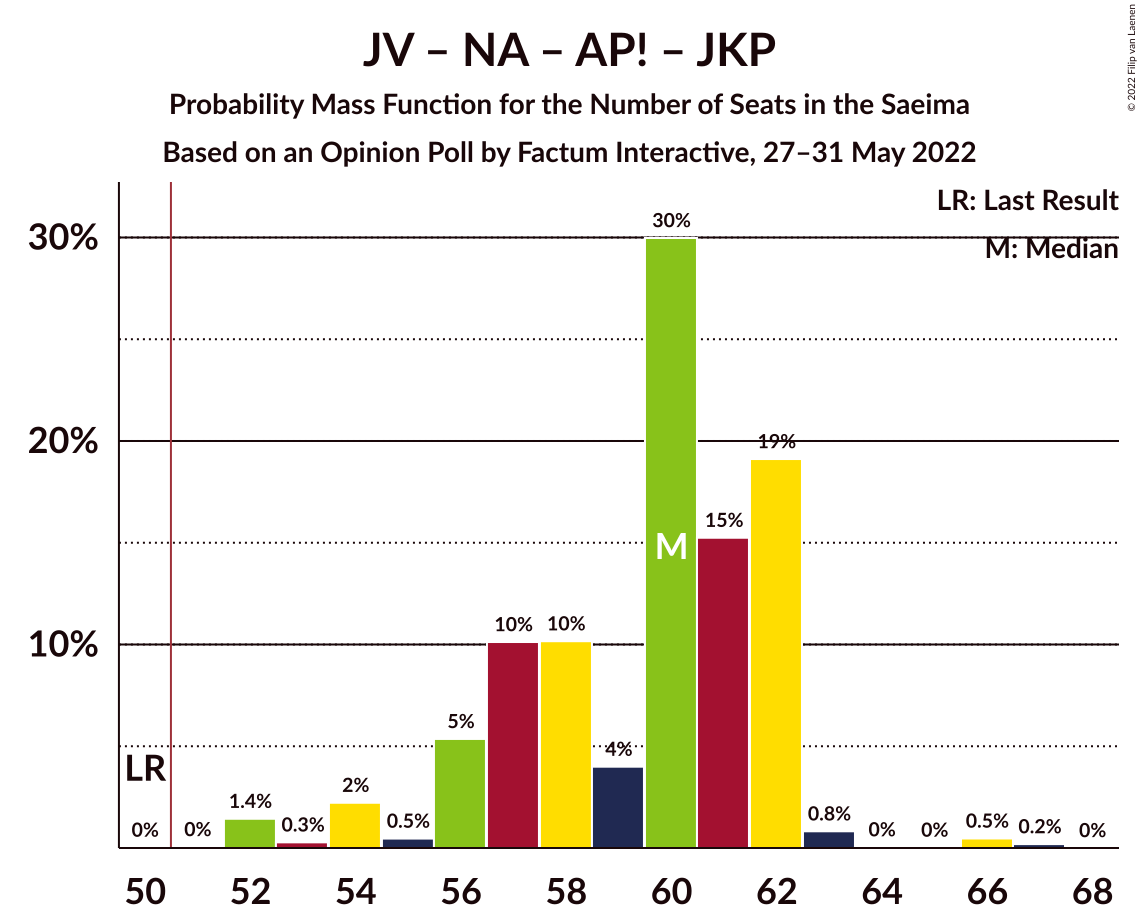 JV – NA – AP! – JKP
Probability Mass Function for the Number of Seats in the Saeima
Based on an Opinion Poll by Factum Interactive, 27–31 May 2022
© 2022 Filip van Laenen
LR: Last Result
M: Median
30%
20%
10%
30%
19%
15%
M
10%
10%
5%
4%
LR
2%
1.4%
0.3%
0.5%
0.8%
0.5%
0.2%
0%
0%
0%
0%
0%
50 52 54 56 58 60 62 64 66 68